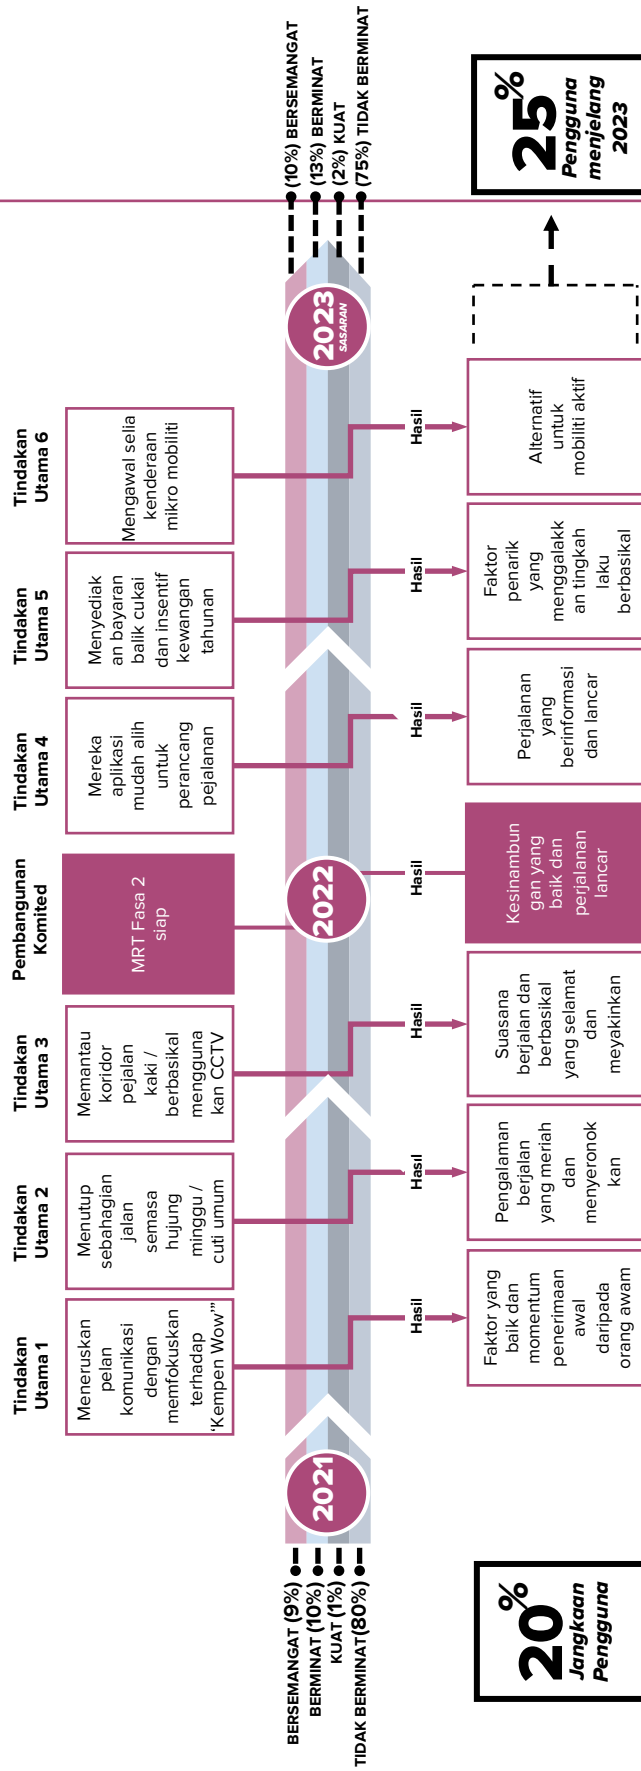 Tindakan
Utama 1
Meneruskan
pelan
komunikasi
dengan
memfokuskan
terhadap
‘Kempen Wow’”
Tindakan
Utama 2
Menutup
sebahagian
jalan
semasa
hujung
minggu /
cuti umum
Tindakan
Utama 3
Memantau
koridor
pejalan
kaki /
berbasikal
mengguna
kan CCTV
Pembangunan
Komited
MRT Fasa 2
siap
Tindakan
Utama 4
Mereka
aplikasi
mudah alih
untuk
perancang
pejalanan
Tindakan
Utama 5
Menyediak
an bayaran
balik cukai
dan insentif
kewangan
tahunan
Tindakan
Utama 6
Mengawal selia
kenderaan
mikro mobiliti
BERSEMANGAT (9%)
BERMINAT (10%)
KUAT (1%)
TIDAK BERMINAT(80%)
2021
2022
2023
SASARAN
(10%) BERSEMANGAT
(13%) BERMINAT
(2%) KUAT
(75%) TIDAK BERMINAT
Hasil
Hasil
Hasil
Hasil
Hasil
Hasil
Hasil
20%
Jangkaan
Pengguna
Faktor yang
baik dan
momentum
penerimaan
awal
daripada
orang awam
Pengalaman
berjalan
yang meriah
dan
menyeronok
kan
Suasana
berjalan dan
berbasikal
yang selamat
dan
meyakinkan
Kesinambun
gan yang
baik dan
perjalanan
lancar
Perjalanan
yang
berinformasi
dan lancar
Faktor
penarik
yang
menggalakk
an tingkah
laku
berbasikal
Alternatif
untuk
mobiliti aktif
25%
Pengguna
menjelang
2023